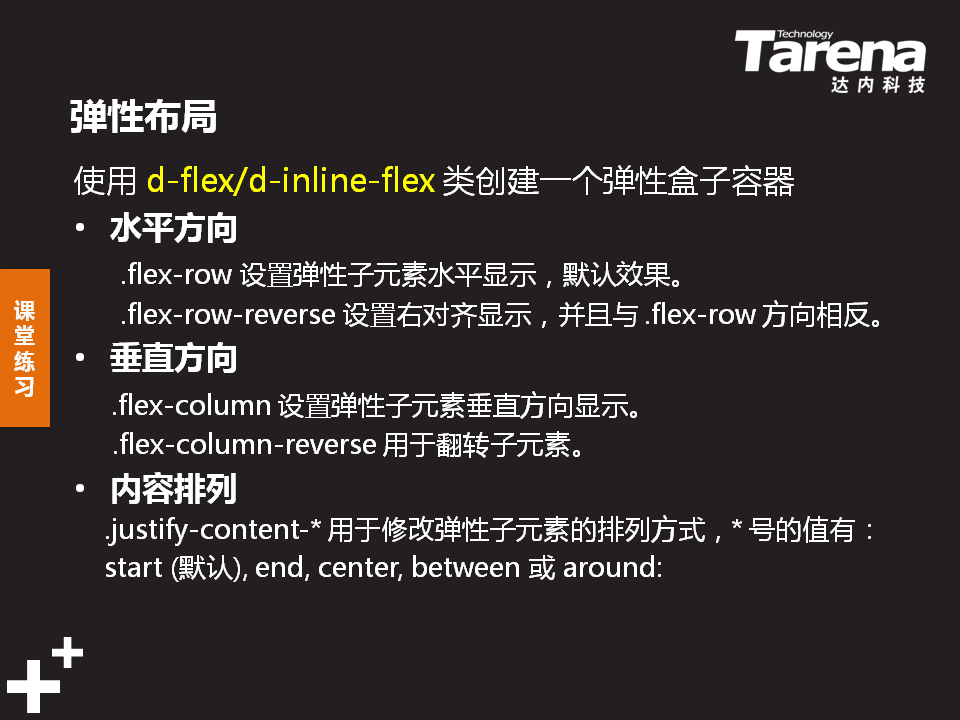 Technology
Tarena
达内科技
弹性布局
使用 d-flex/d-inline-flex 类创建一个弹性盒子容器
• 水平方向
.flex-row 设置弹性子元素水平显示，默认效果。
.flex-row-reverse 设置右对齐显示，并且与 .flex-row 方向相反。
课堂练习
• 垂直方向
.flex-column 设置弹性子元素垂直方向显示。
.flex-column-reverse 用于翻转子元素。
• 内容排列
.justify-content-* 用于修改弹性子元素的排列方式，* 号的值有：
start (默认), end, center, between 或 around: